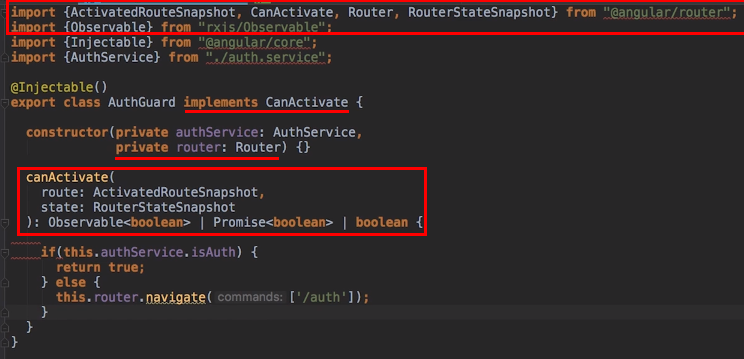 import {ActivatedRouteSnapshot, CanActivate, Router, RouterStateSnapshot} from "@angular/router";
import {Observable} from "rxjs/Observable";
import {Injectable} from "@angular/core";
import {AuthService} from "./auth.service";
@Injectable()
export class AuthGuard implements CanActivate {
constructor(private authService: AuthService,
private router: Router) {}
canActivate(
route: ActivatedRouteSnapshot,
state: RouterStateSnapshot
): Observable<boolean> | Promise<boolean> | boolean {
if(this.authService.isAuth) {
return true;
} else {
this.router.navigate( commands: ['/auth']);
}
}
}